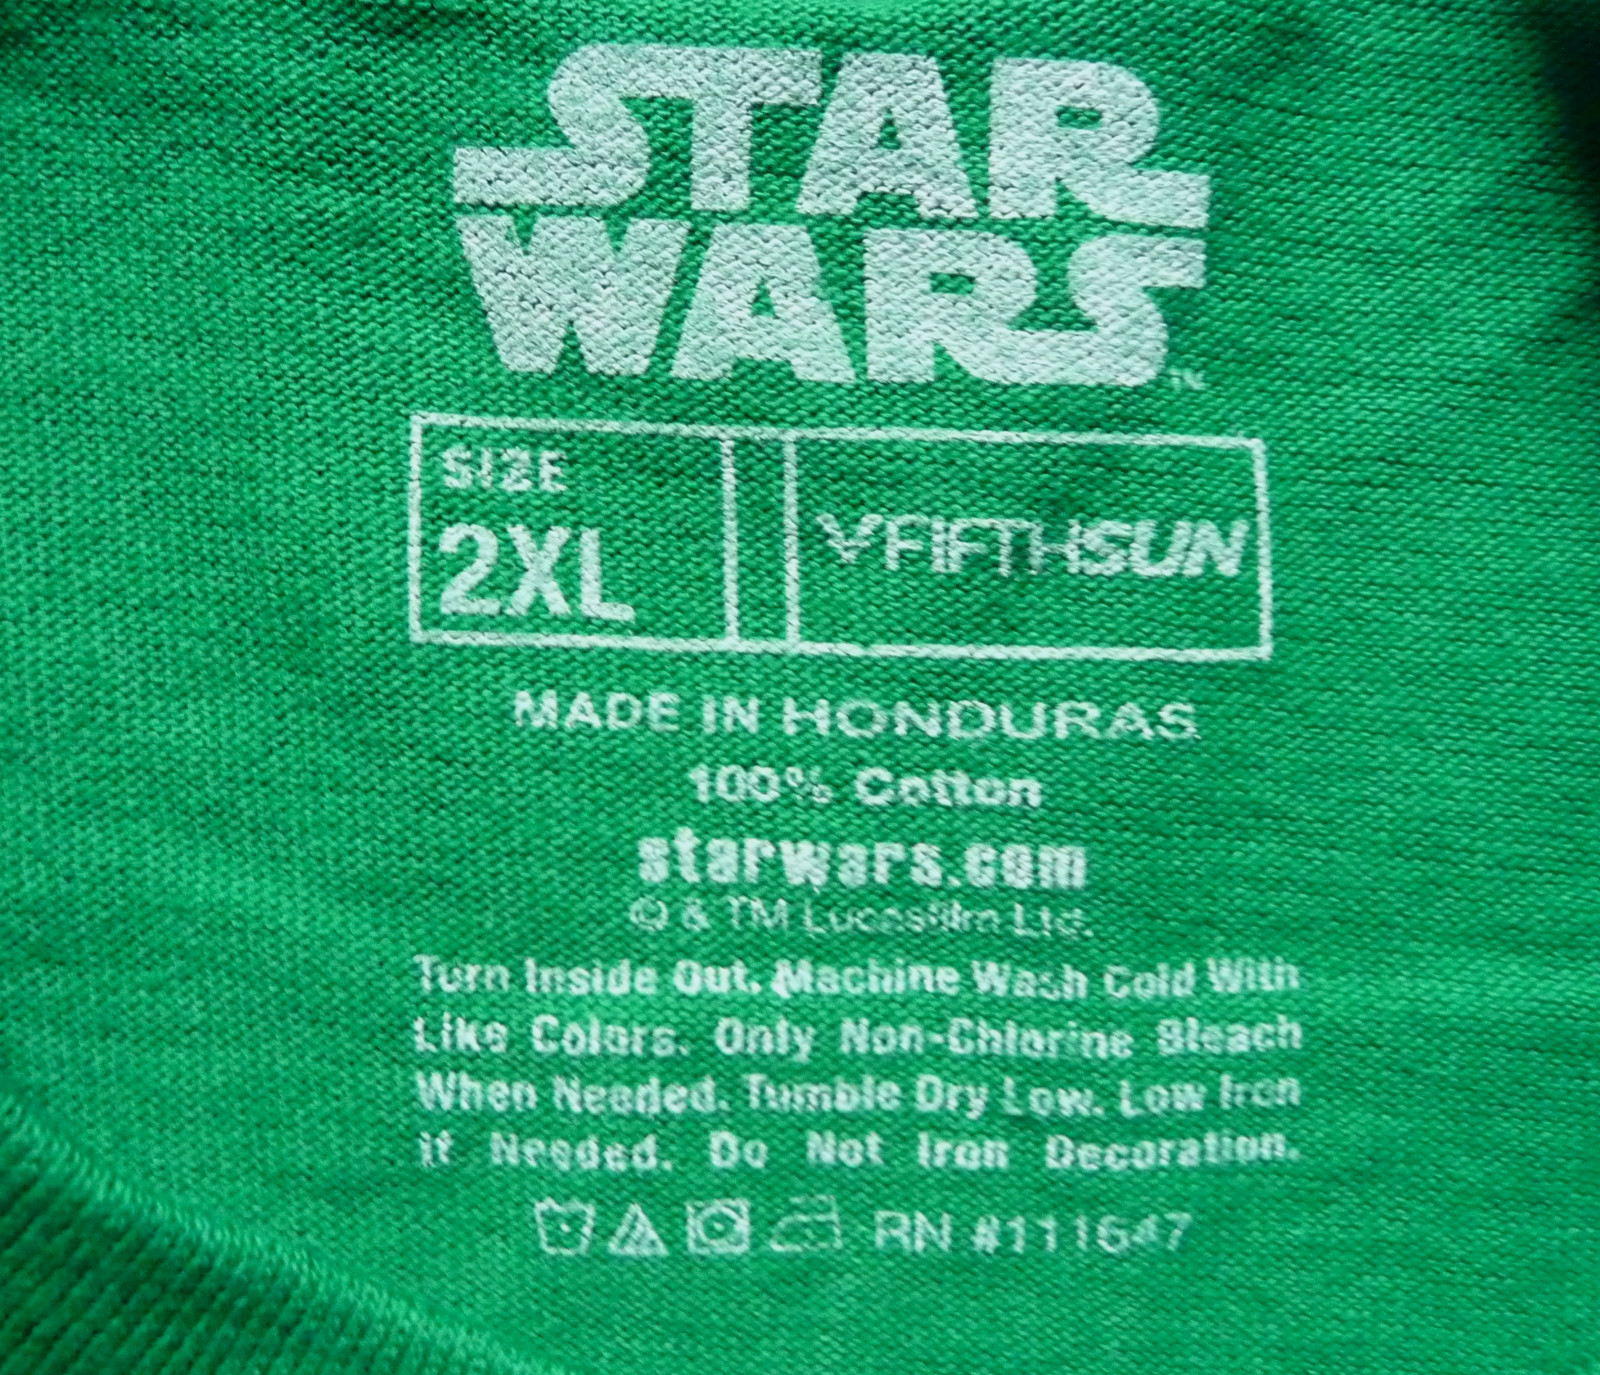 STAR
WARS
TM
SIZE
2XL
FIFTHSUN
MADE IN HONDURAS
100% Cotton
starwars.com
© & TM Lucasfilm Ltd.
Turn Inside Out. Machine Wash Cold With
Like Colors. Only Non-Chlorine Bleach
When Needed. Tumble Dry Low. Low Iron
If Needed. Do Not Iron Decoration.
RN #111647